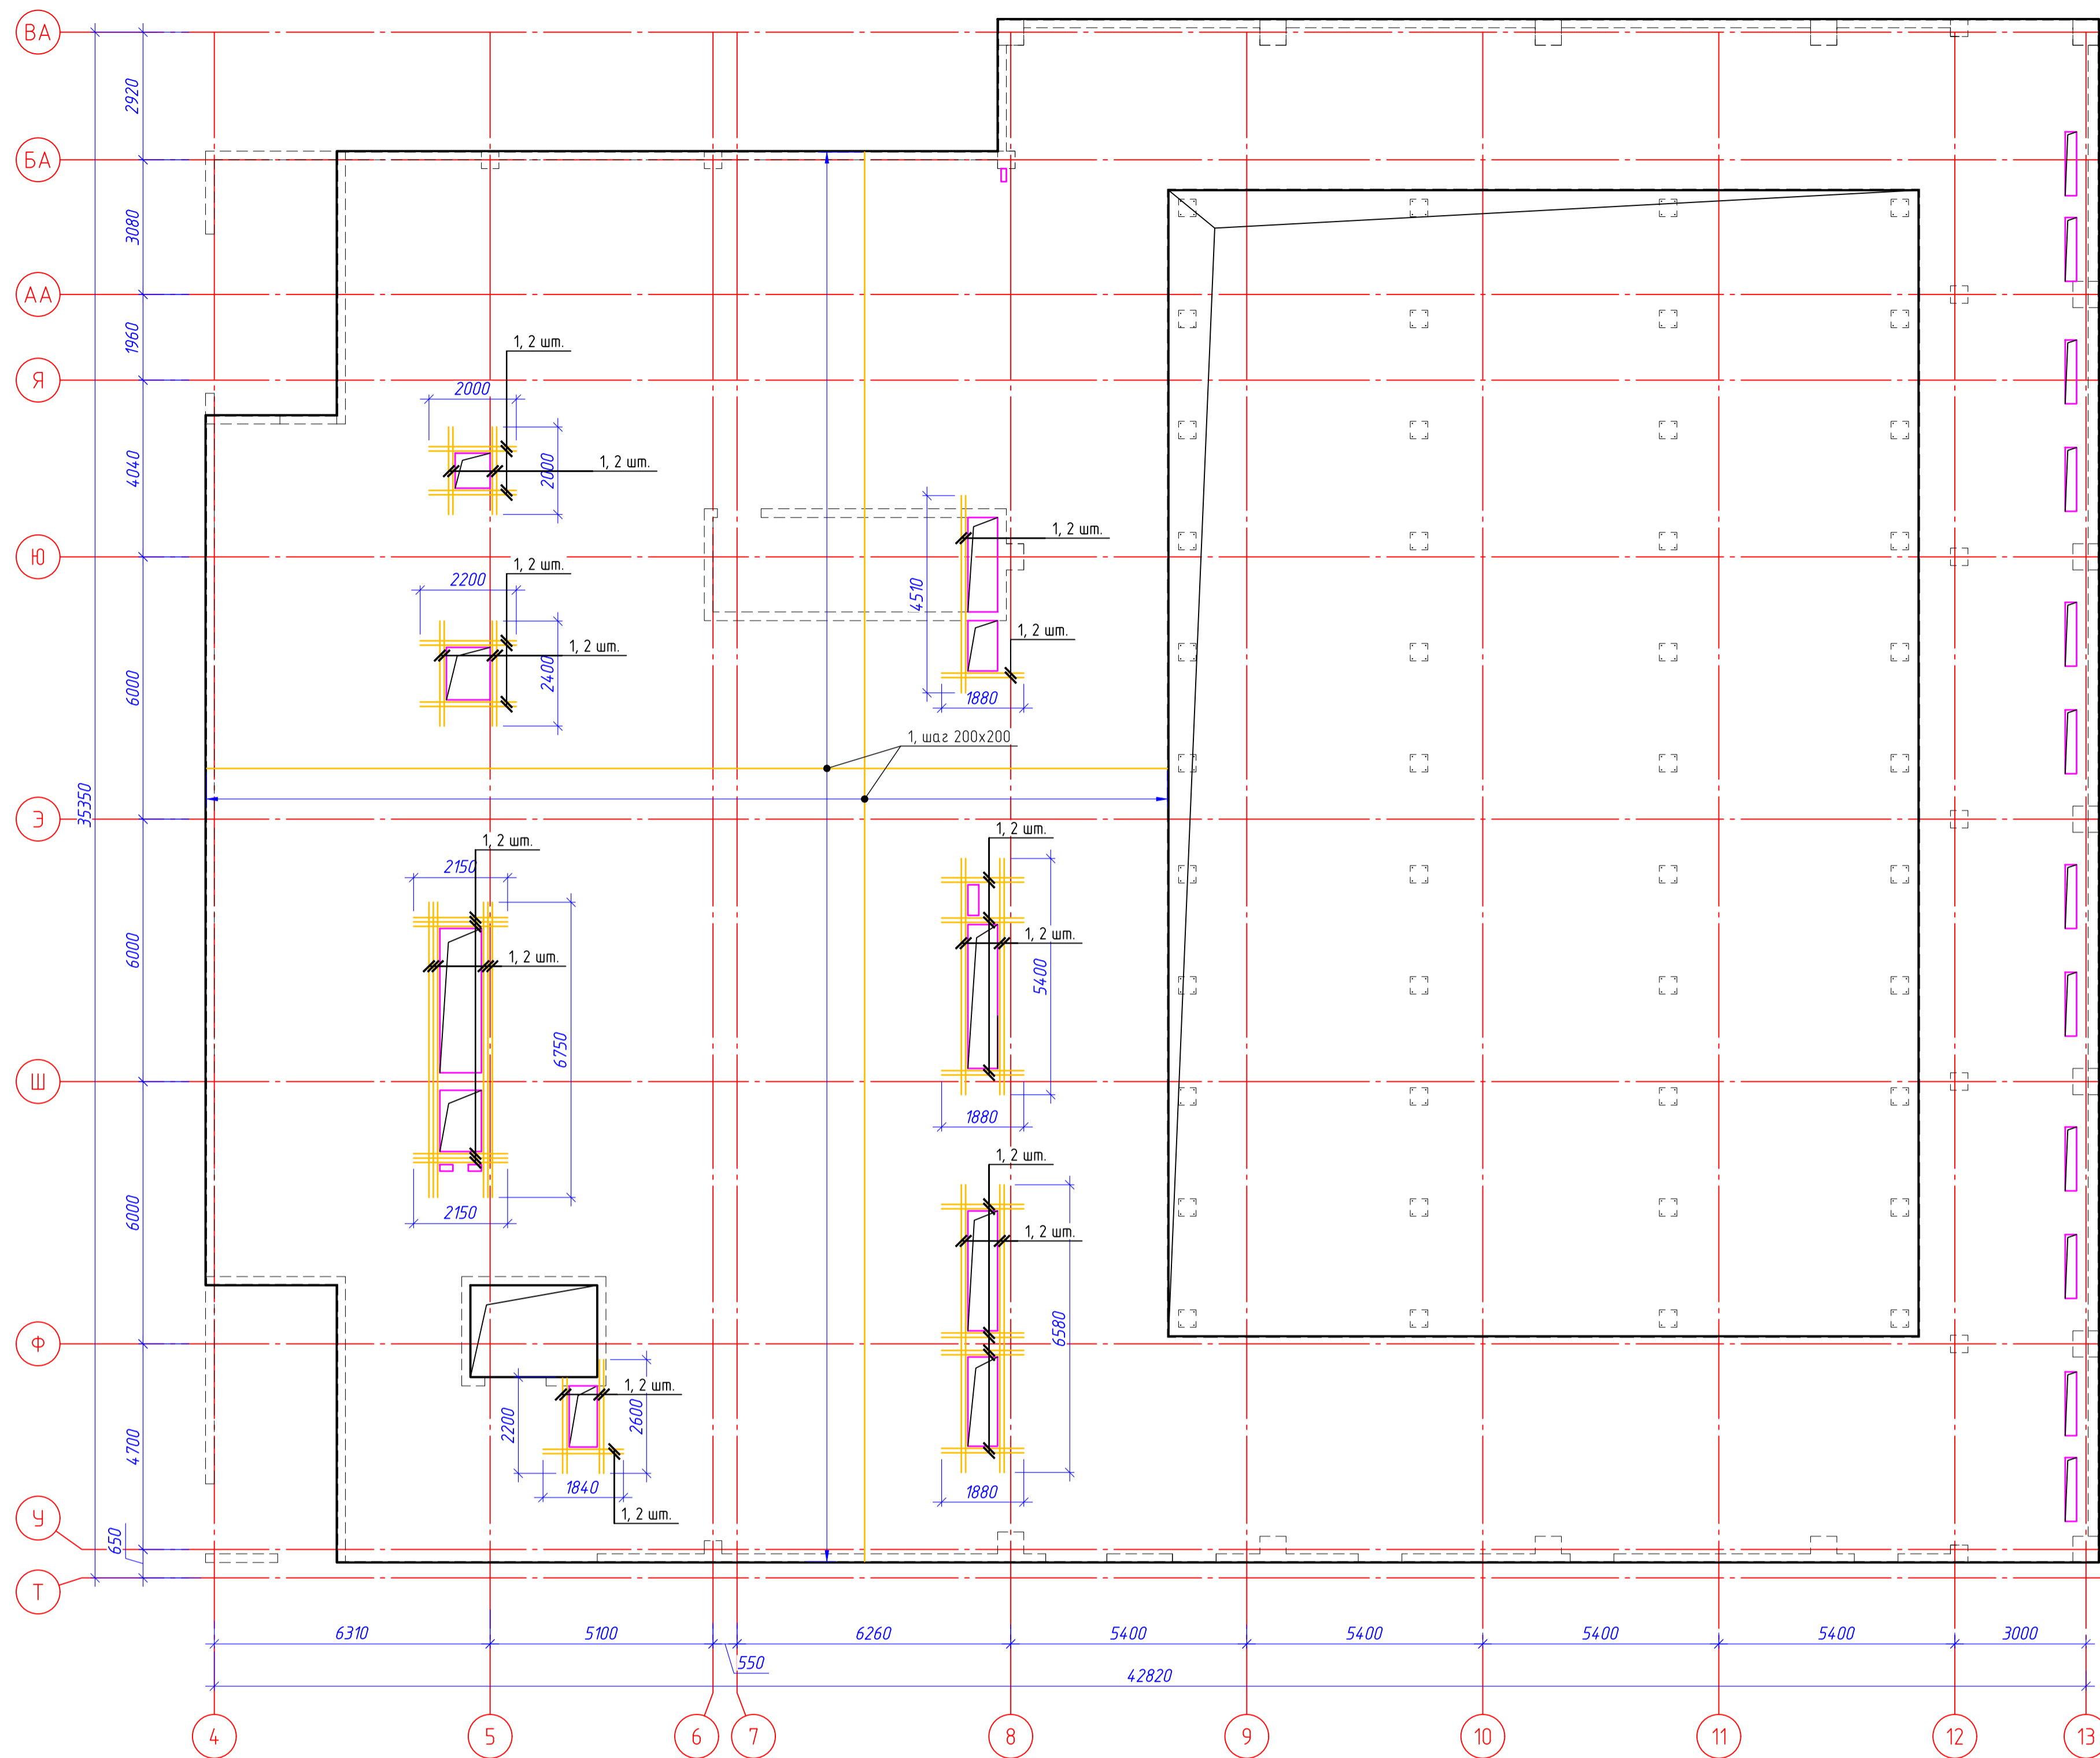 ВА
2920
БА
3080
АА
1960
Я
4040
Ю
6000
Э
35350
6000
Ш
6000
Ф
4700
У
650
Т
1, 2 шт.
2000
1, 2 шт.
2000
1, 2 шт.
2200
1, 2 шт.
2400
1, 2 шт.
4510
1, 2 шт.
1880
1, шаг 200х200
1, 2 шт.
2150
1, 2 шт.
6750
2150
1, 2 шт.
1, 2 шт.
5400
1880
1, 2 шт.
1, 2 шт.
6580
1880
1, 2 шт.
2200
2600
1840
1, 2 шт.
6310
5100
550
6260
5400
5400
5400
5400
3000
42820
4
5
6
7
8
9
10
11
12
13